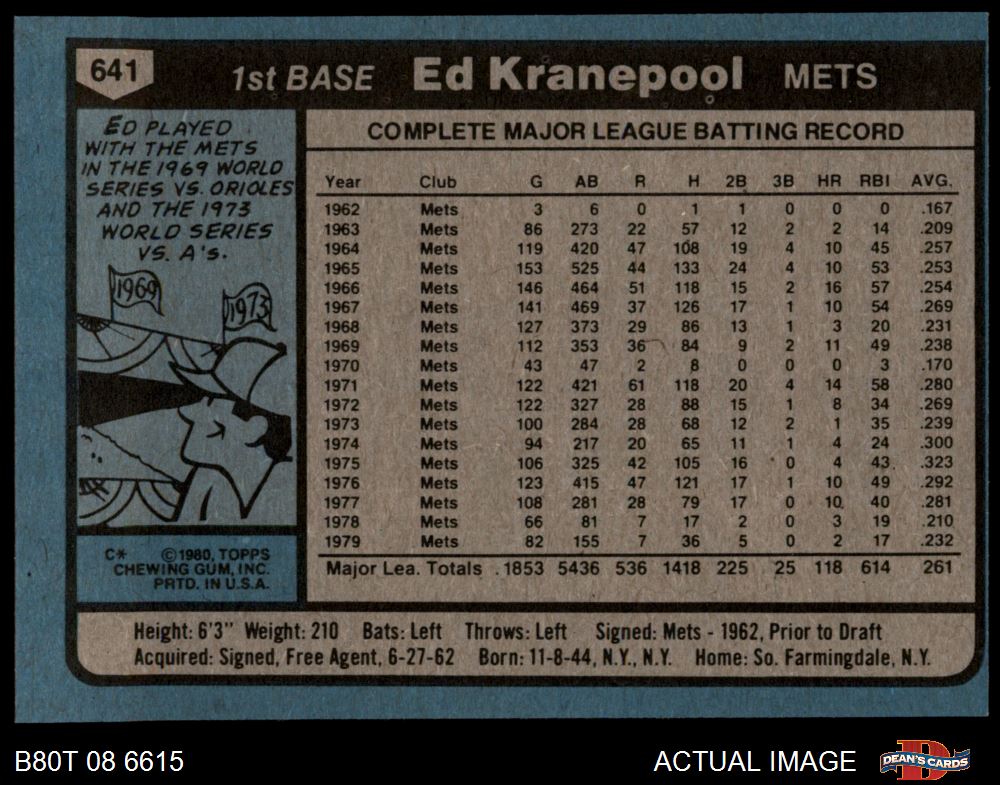 641 1st BASE Ed Kranepool METS
ED PLAYED
WITH THE METS
IN THE 1969 WORLD
SERIES VS. ORIOLES
AND THE 1973
WORLD SERIES
VS. A's.
1969
1973
C* ©1980, TOPPS
CHEWING GUM, INC.
PRTD. IN U.S.A.
COMPLETE MAJOR LEAGUE BATTING RECORD
Year Club G AB R H 2B 3B HR RBI AVG.
1962 Mets 3 6 0 1 1 0 0 0 .167
1963 Mets 86 273 22 57 12 2 2 14 .209
1964 Mets 119 420 47 108 19 4 10 45 .257
1965 Mets 153 525 44 133 24 4 10 53 .253
1966 Mets 146 464 51 118 15 2 16 57 .254
1967 Mets 141 469 37 126 17 1 10 54 .269
1968 Mets 127 373 29 86 13 1 3 20 .231
1969 Mets 112 353 36 84 9 2 11 49 .238
1970 Mets 43 47 2 8 0 0 0 3 .170
1971 Mets 122 421 61 118 20 4 14 58 .280
1972 Mets 122 327 28 88 15 1 8 34 .269
1973 Mets 100 284 28 68 12 2 1 35 .239
1974 Mets 94 217 20 65 11 1 4 24 .300
1975 Mets 106 325 42 105 16 0 4 43 .323
1976 Mets 123 415 47 121 17 1 10 49 .292
1977 Mets 108 281 28 79 17 0 10 40 .281
1978 Mets 66 81 7 17 2 0 3 19 .210
1979 Mets 82 155 7 36 5 0 2 17 .232
Major Lea. Totals 1853 5436 536 1418 225 25 118 614 261
Height: 6'3" Weight: 210 Bats: Left Throws: Left Signed: Mets - 1962, Prior to Draft
Acquired: Signed, Free Agent, 6-27-62 Born: 11-8-44, N.Y., N.Y. Home: So. Farmingdale, N.Y.
B80T 08 6615 ACTUAL IMAGE DEAN'S CARDS